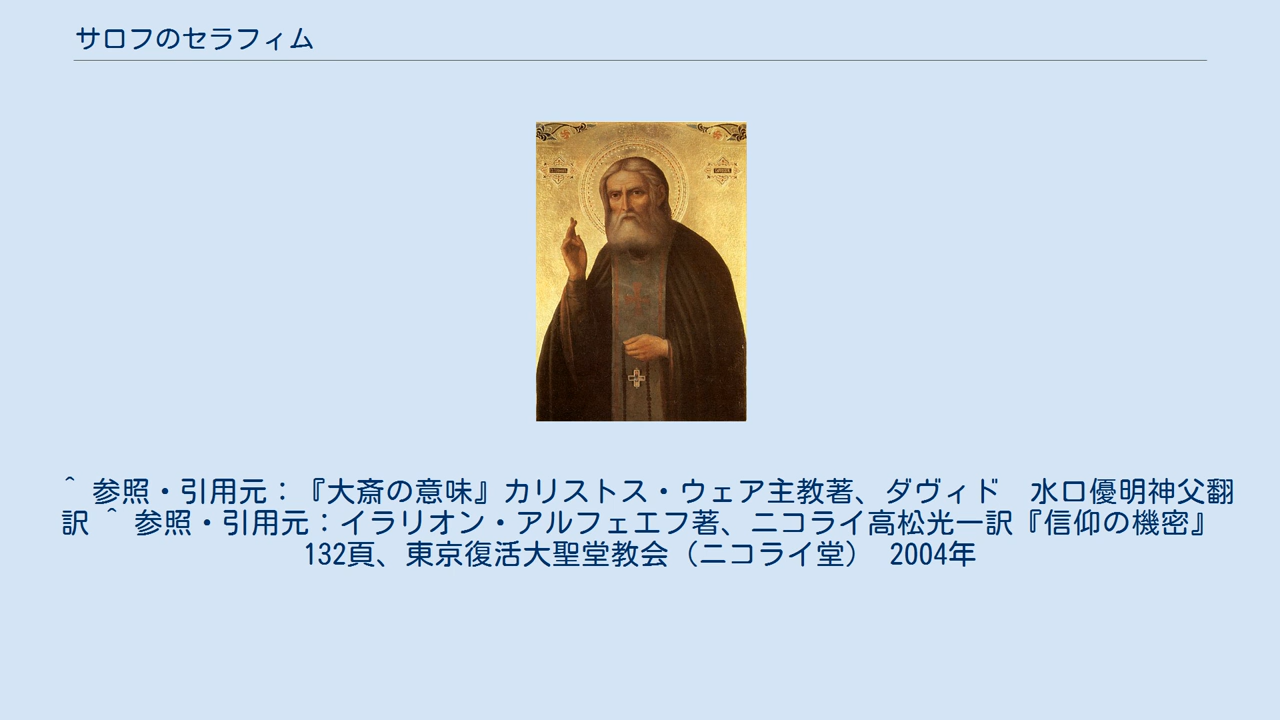 サロフのセラフィム
^ 参照・引用元：『大斎の意味』カリストス・ウェア主教著、ダヴィド　水口優明神父翻
訳 ^ 参照・引用元：イラリオン・アルフェエフ著、ニコライ高松光一訳『信仰の機密』
132頁、東京復活大聖堂教会（ニコライ堂） 2004年